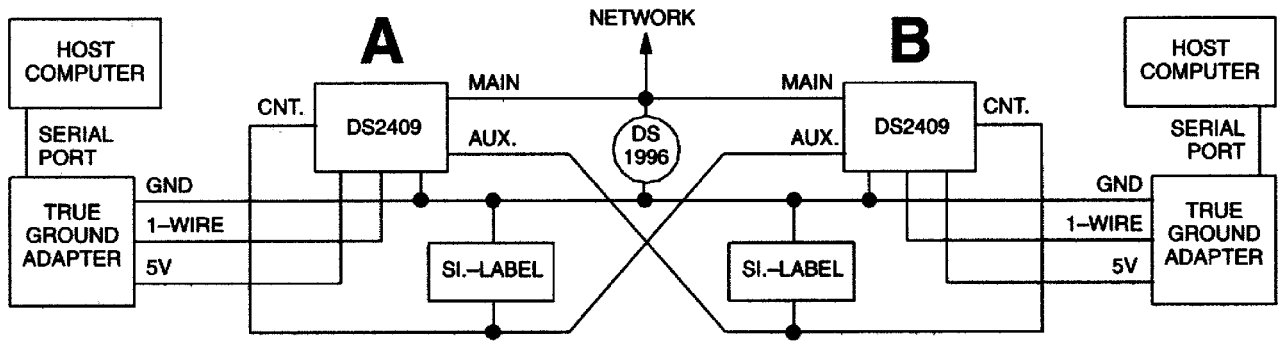 NETWORK
HOST
COMPUTER
A
B
HOST
COMPUTER
MAIN
MAIN
CNT.
DS2409
DS2409
CNT.
SERIAL
PORT
AUX.
DS
1996
AUX.
SERIAL
PORT
GND
GND
TRUE
GROUND
ADAPTER
1–WIRE
1–WIRE
TRUE
GROUND
ADAPTER
5V
SI.–LABEL
SI.–LABEL
5V